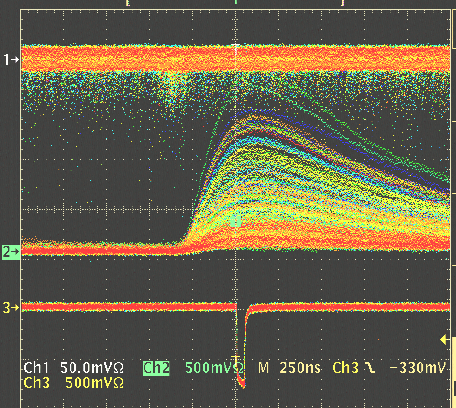 1→
2→
3→
Ch1 50.0mVΩ Ch2 500mVΩ M 250ns Ch3 ⍂ -330mV
Ch3 500mVΩ